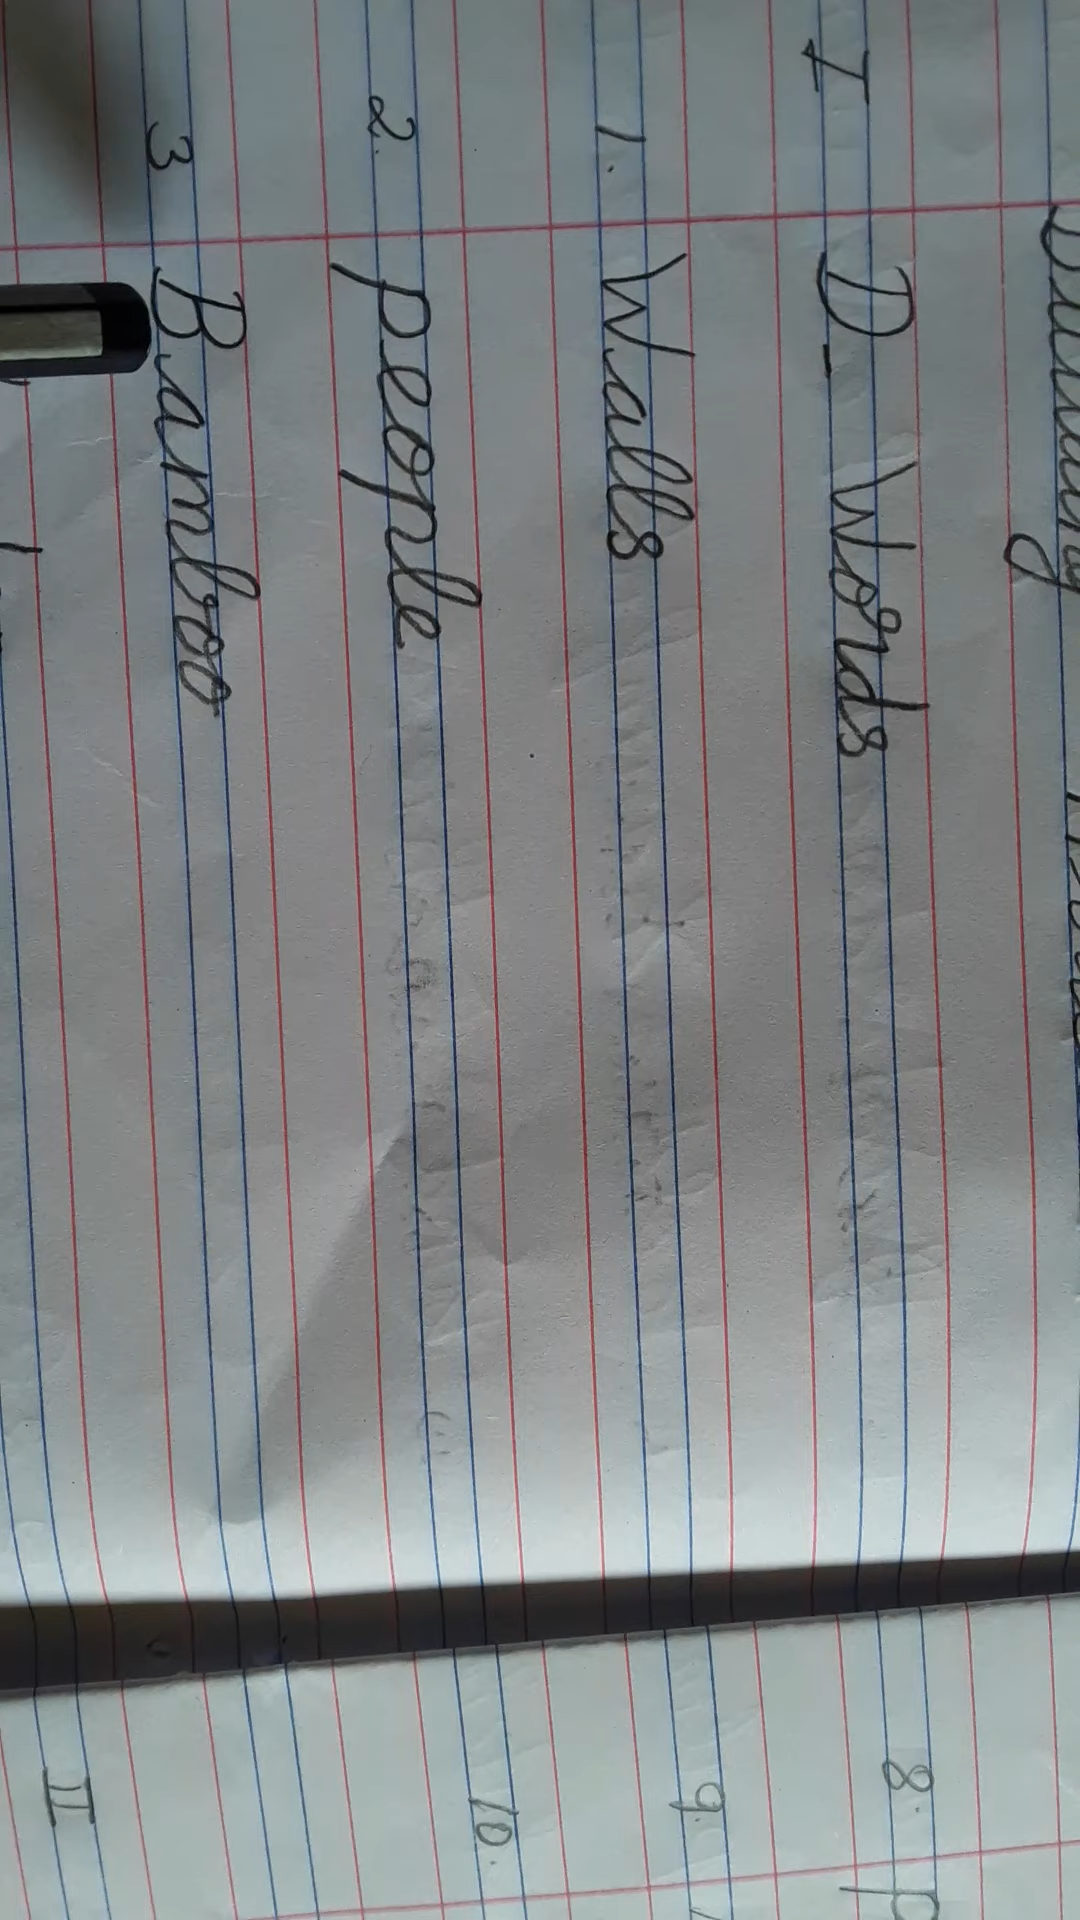 I D- Words
1. Walls
2. people
3 Bamboo
8. p
9.
10.
II